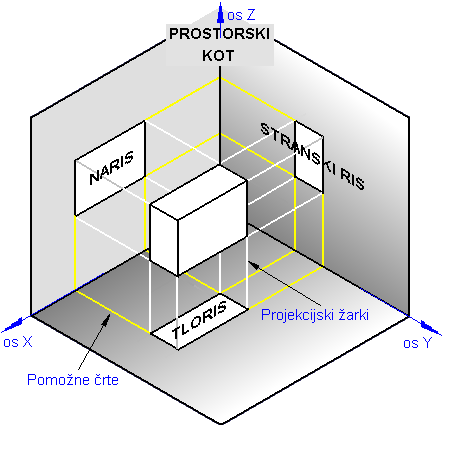 os Z
PROSTORSKI
KOT
STRANSKI RIS
NARIS
TLORIS
Projekcijski žarki
os X
os Y
Pomožne črte